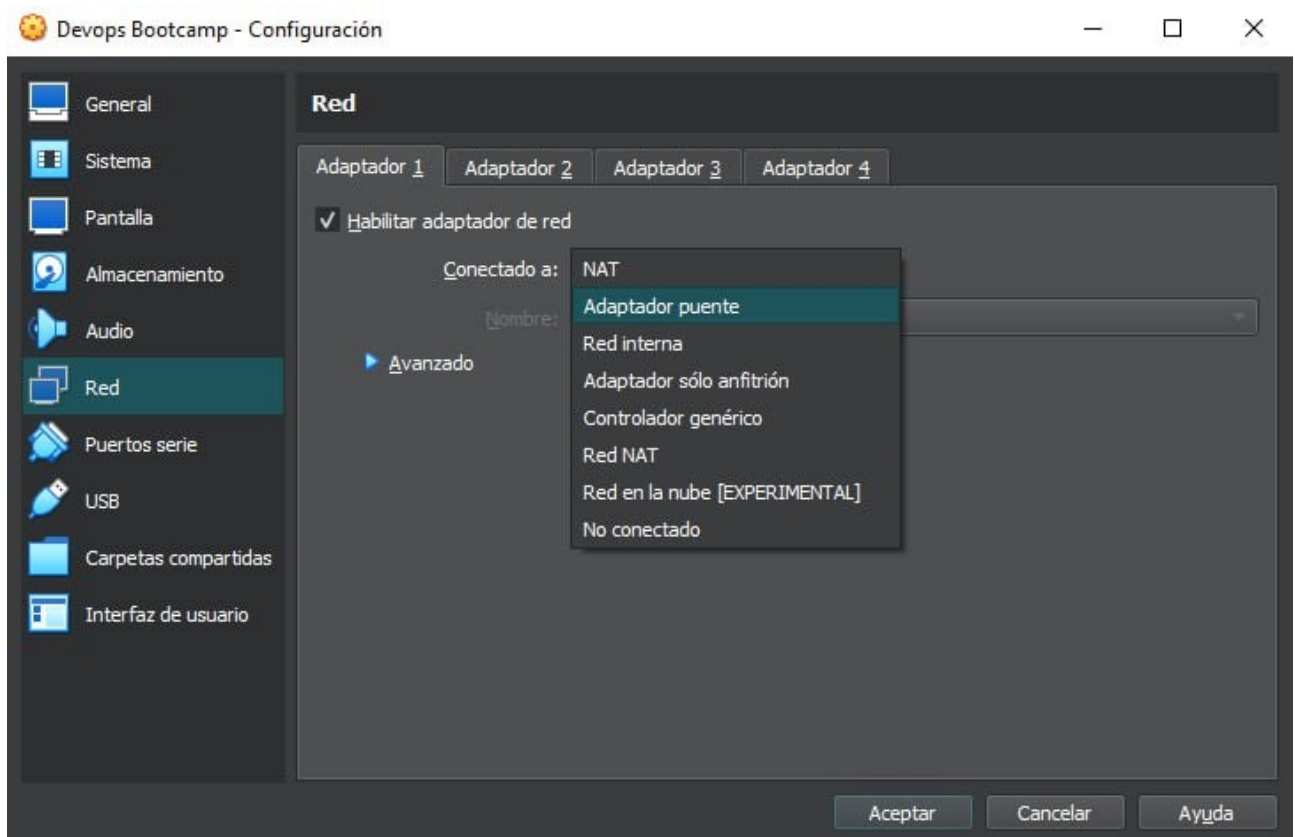 Devops Bootcamp - Configuración
General
Sistema
Pantalla
Almacenamiento
Audio
Red
Puertos serie
USB
Carpetas compartidas
Interfaz de usuario
Red
Adaptador 1 Adaptador 2 Adaptador 3 Adaptador 4
Habilitar adaptador de red
Conectado a: NAT
Nombre: Adaptador puente
Red interna
Avanzado
Adaptador sólo anfitrión
Controlador genérico
Red NAT
Red en la nube [EXPERIMENTAL]
No conectado
Aceptar Cancelar Ayuda